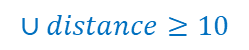 ∪ distance ≥ 10